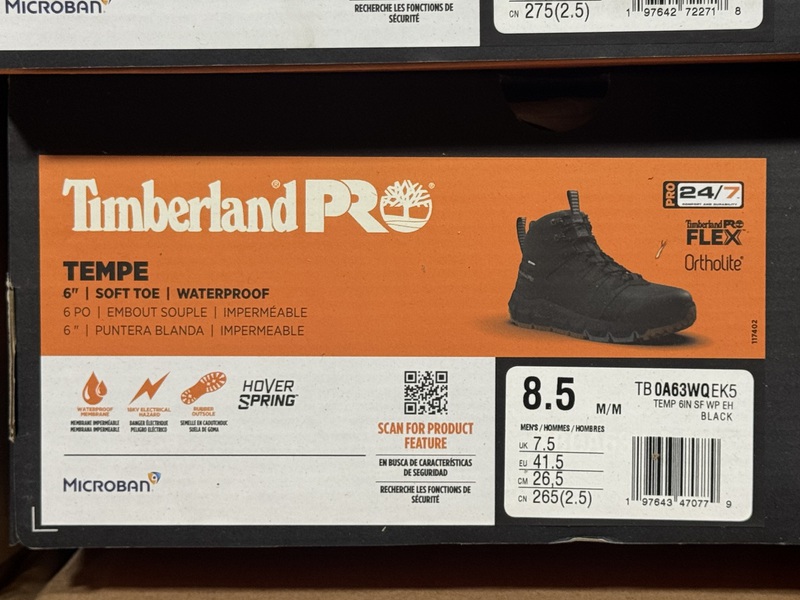 MICROBAN
RECHERCHE LES FONCTIONS DE
SÉCURITÉ
CN 275(2.5)
1 97642 72271 8
Timberland PRO
®
TEMPE
6" | SOFT TOE | WATERPROOF
6 PO | EMBOUT SOUPLE | IMPERMÉABLE
6 " | PUNTERA BLANDA | IMPERMEABLE
PRO 24/7
COMFORT AND DURABILITY
Timberland PRO
FLEX
Ortholite®
117402
WATERPROOF
MEMBRANE
MEMBRANE IMPERMÉABLE
MEMBRANA IMPERMEABLE
18KV ELECTRICAL
HAZARD
DANGER ÉLECTRIQUE
PELIGRO ELÉCTRICO
RUBBER
OUTSOLE
SEMELLE EN CAOUTCHOUC
SUELA DE GOMA
HOVER
SPRING™
MICROBAN
SCAN FOR PRODUCT
FEATURE
EN BUSCA DE CARACTERÍSTICAS
DE SEGURIDAD
RECHERCHE LES FONCTIONS DE
SÉCURITÉ
8.5 M/M
TB0A63WQEK5
TEMP 6IN SF WP EH
BLACK
MEN'S / HOMMES / HOMBRES
UK 7.5
EU 41.5
CM 26,5
CN 265(2.5)
1 97643 47077 9